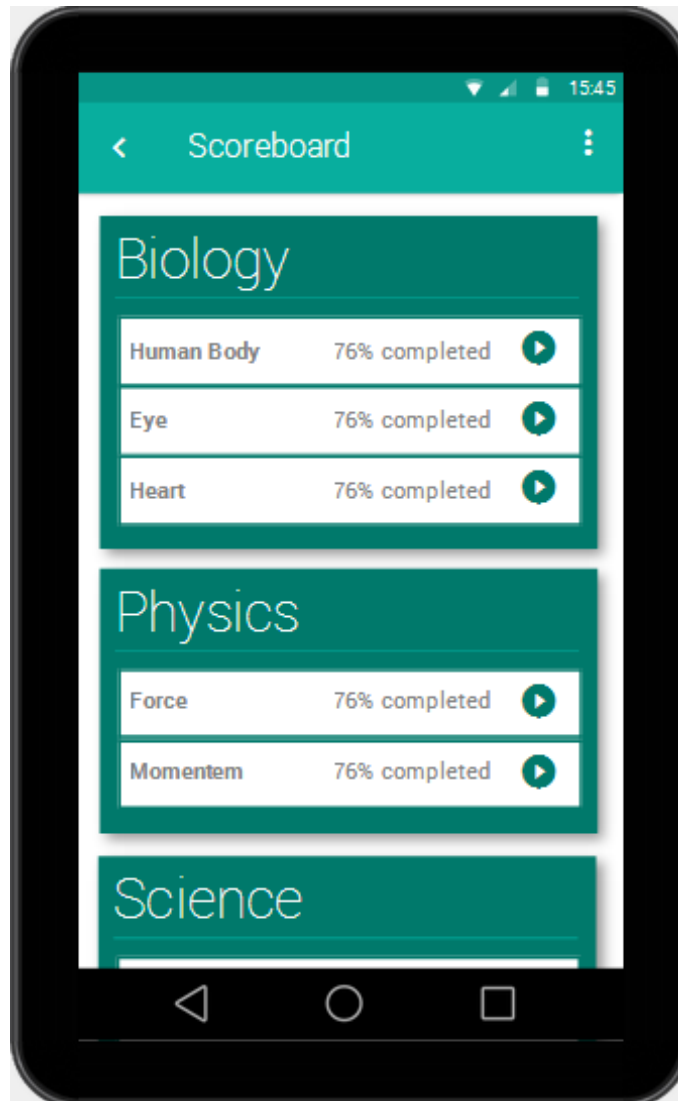 15:45
Scoreboard
Biology
Human Body 76% completed
Eye 76% completed
Heart 76% completed
Physics
Force 76% completed
Momentem 76% completed
Science